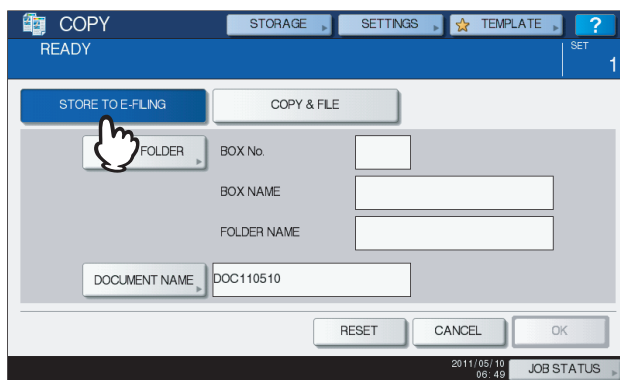 COPY STORAGE SETTINGS TEMPLATE ?
READY SET
1
STORE TO E-FILING COPY & FILE
FOLDER BOX No.
BOX NAME
FOLDER NAME
DOCUMENT NAME DOC110510
RESET CANCEL OK
2011/05/10
06:49 JOB STATUS